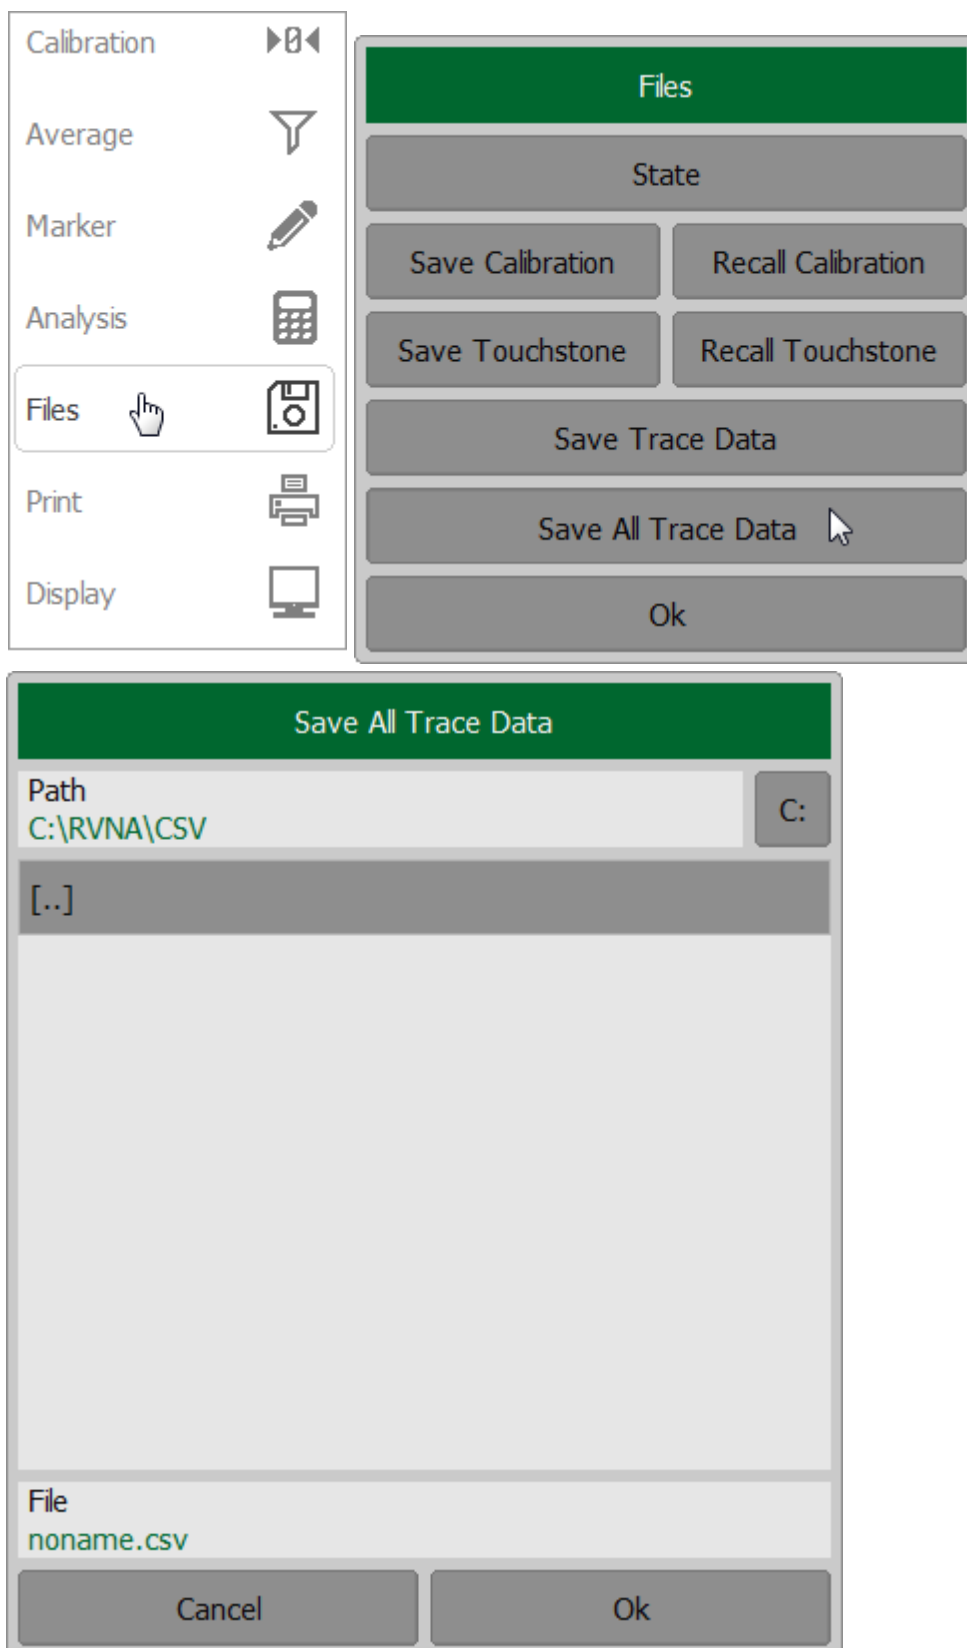 Calibration
Average
Marker
Analysis
Files
Print
Display
Files
State
Save Calibration
Recall Calibration
Save Touchstone
Recall Touchstone
Save Trace Data
Save All Trace Data
Ok
Save All Trace Data
Path
C:\RVNA\CSV
C:
[..]
File
noname.csv
Cancel
Ok